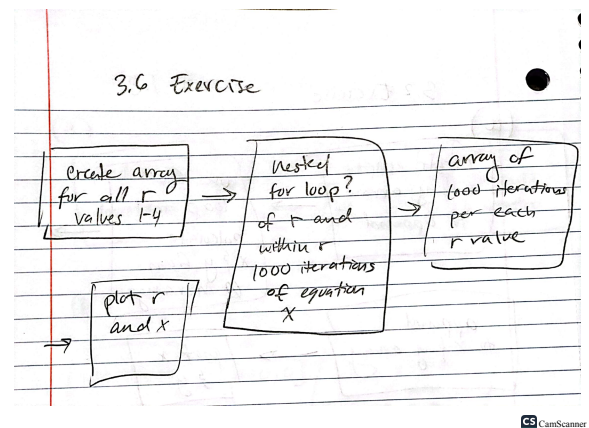 3.6 Exercise
Create array
for all r
values 1-4
nested
for loop?
of r and
within r
1000 iterations
of equation
x
array of
1000 iterations
per each
r value
plot r
and x
CS CamScanner